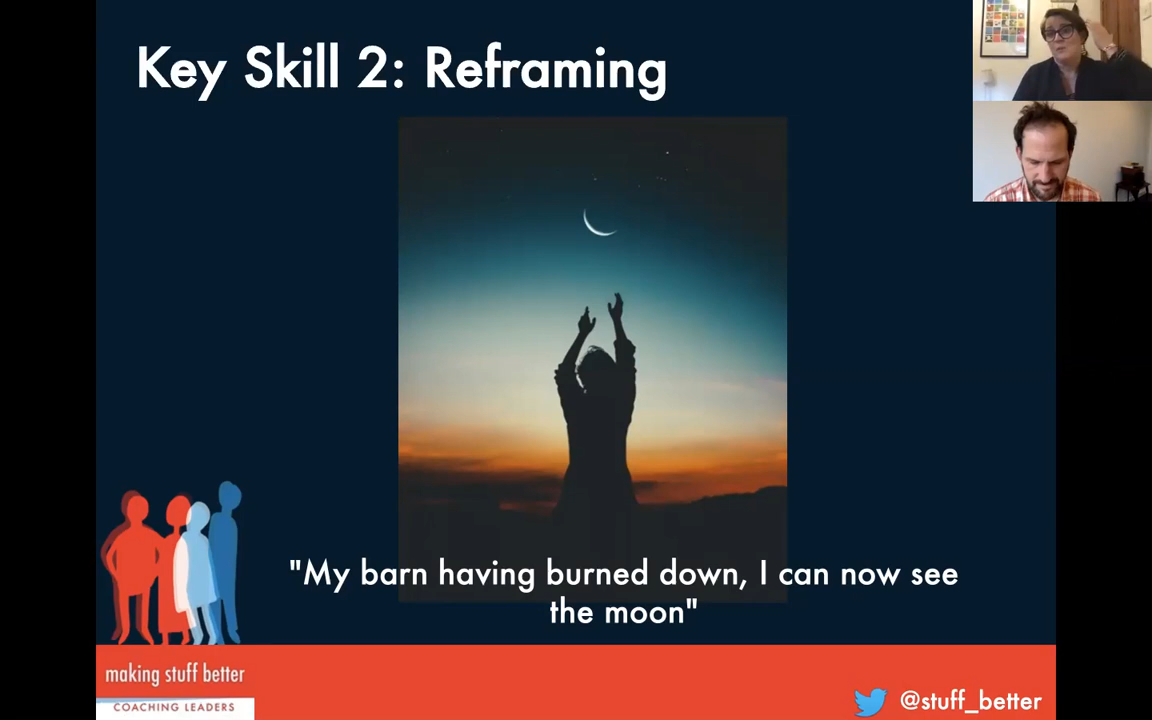 Key Skill 2: Reframing
"My barn having burned down, I can now see
the moon"
making stuff better
COACHING LEADERS
@stuff_better